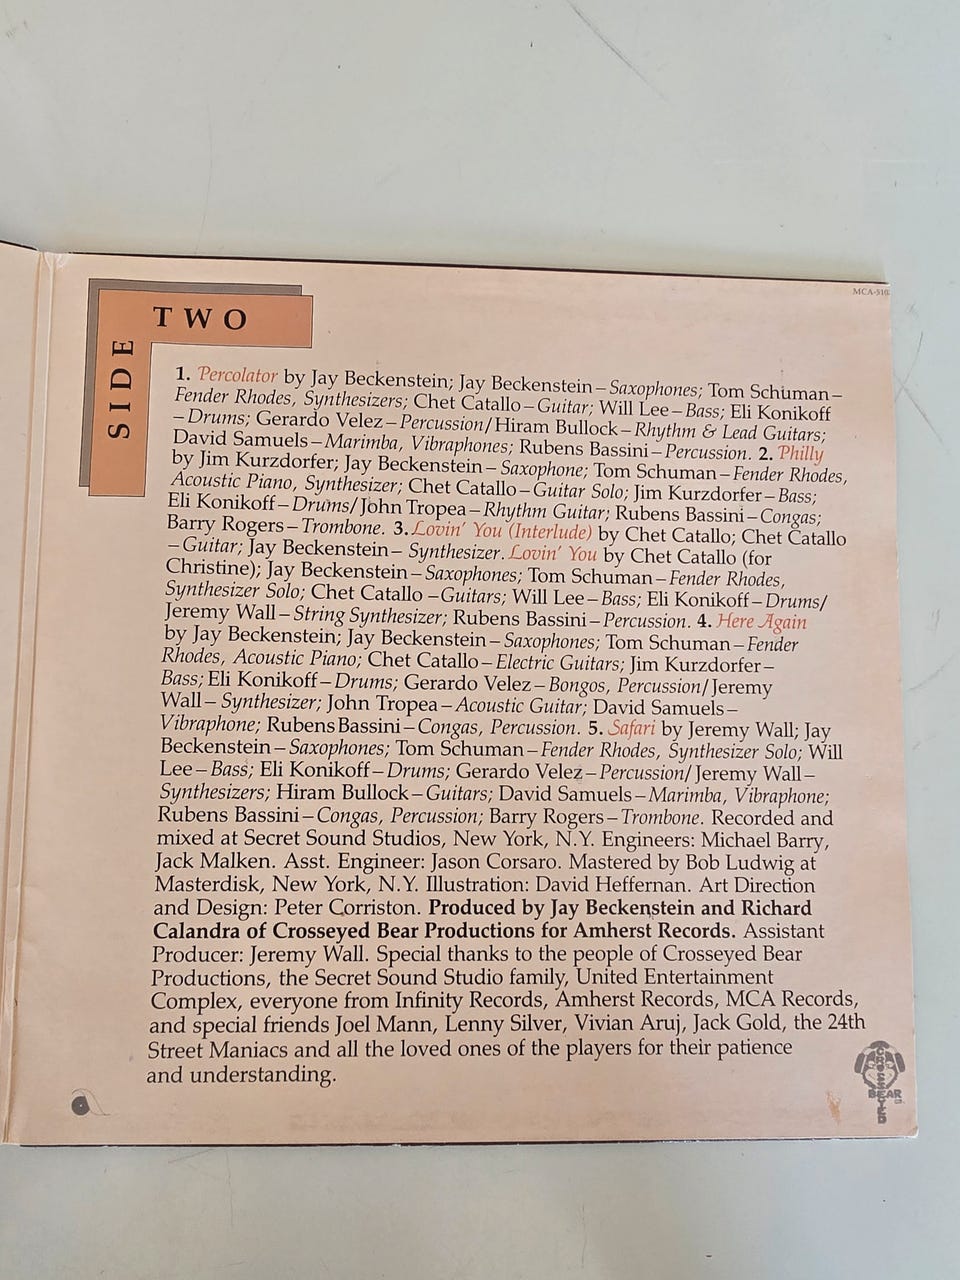 MCA-510
TWO
SIDE
1. Percolator by Jay Beckenstein; Jay Beckenstein – Saxophones; Tom Schuman –
Fender Rhodes, Synthesizers; Chet Catallo – Guitar; Will Lee – Bass; Eli Konikoff
– Drums; Gerardo Velez – Percussion/Hiram Bullock – Rhythm & Lead Guitars;
David Samuels – Marimba, Vibraphones; Rubens Bassini – Percussion. 2. Philly
by Jim Kurzdorfer; Jay Beckenstein – Saxophone; Tom Schuman – Fender Rhodes,
Acoustic Piano, Synthesizer; Chet Catallo – Guitar Solo; Jim Kurzdorfer – Bass;
Eli Konikoff – Drums/John Tropea – Rhythm Guitar; Rubens Bassini – Congas;
Barry Rogers – Trombone. 3. Lovin' You (Interlude) by Chet Catallo; Chet Catallo
– Guitar; Jay Beckenstein – Synthesizer. Lovin' You by Chet Catallo (for
Christine); Jay Beckenstein – Saxophones; Tom Schuman – Fender Rhodes,
Synthesizer Solo; Chet Catallo – Guitars; Will Lee – Bass; Eli Konikoff – Drums/
Jeremy Wall – String Synthesizer; Rubens Bassini – Percussion. 4. Here Again
by Jay Beckenstein; Jay Beckenstein – Saxophones; Tom Schuman – Fender
Rhodes, Acoustic Piano; Chet Catallo – Electric Guitars; Jim Kurzdorfer –
Bass; Eli Konikoff – Drums; Gerardo Velez – Bongos, Percussion/Jeremy
Wall – Synthesizer; John Tropea – Acoustic Guitar; David Samuels –
Vibraphone; Rubens Bassini – Congas, Percussion. 5. Safari by Jeremy Wall; Jay
Beckenstein – Saxophones; Tom Schuman – Fender Rhodes, Synthesizer Solo; Will
Lee – Bass; Eli Konikoff – Drums; Gerardo Velez – Percussion/Jeremy Wall –
Synthesizers; Hiram Bullock – Guitars; David Samuels – Marimba, Vibraphone;
Rubens Bassini – Congas, Percussion; Barry Rogers – Trombone. Recorded and
mixed at Secret Sound Studios, New York, N.Y. Engineers: Michael Barry,
Jack Malken. Asst. Engineer: Jason Corsaro. Mastered by Bob Ludwig at
Masterdisk, New York, N.Y. Illustration: David Heffernan. Art Direction
and Design: Peter Corriston. Produced by Jay Beckenstein and Richard
Calandra of Crosseyed Bear Productions for Amherst Records. Assistant
Producer: Jeremy Wall. Special thanks to the people of Crosseyed Bear
Productions, the Secret Sound Studio family, United Entertainment
Complex, everyone from Infinity Records, Amherst Records, MCA Records,
and special friends Joel Mann, Lenny Silver, Vivian Aruj, Jack Gold, the 24th
Street Maniacs and all the loved ones of the players for their patience
and understanding.
CROSSEYED
BEAR